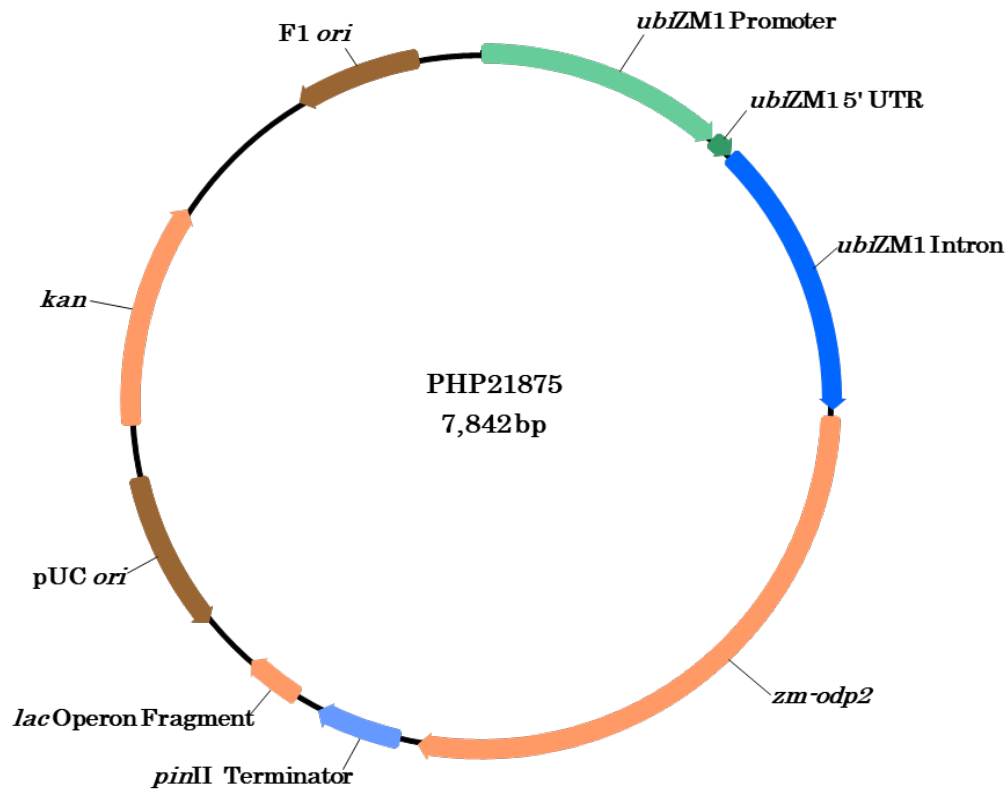 F1 ori
ubiZM1 Promoter
ubiZM1 5' UTR
ubiZM1 Intron
kan
PHP21875
7,842 bp
pUC ori
zm-odp2
lac Operon Fragment
pinII Terminator